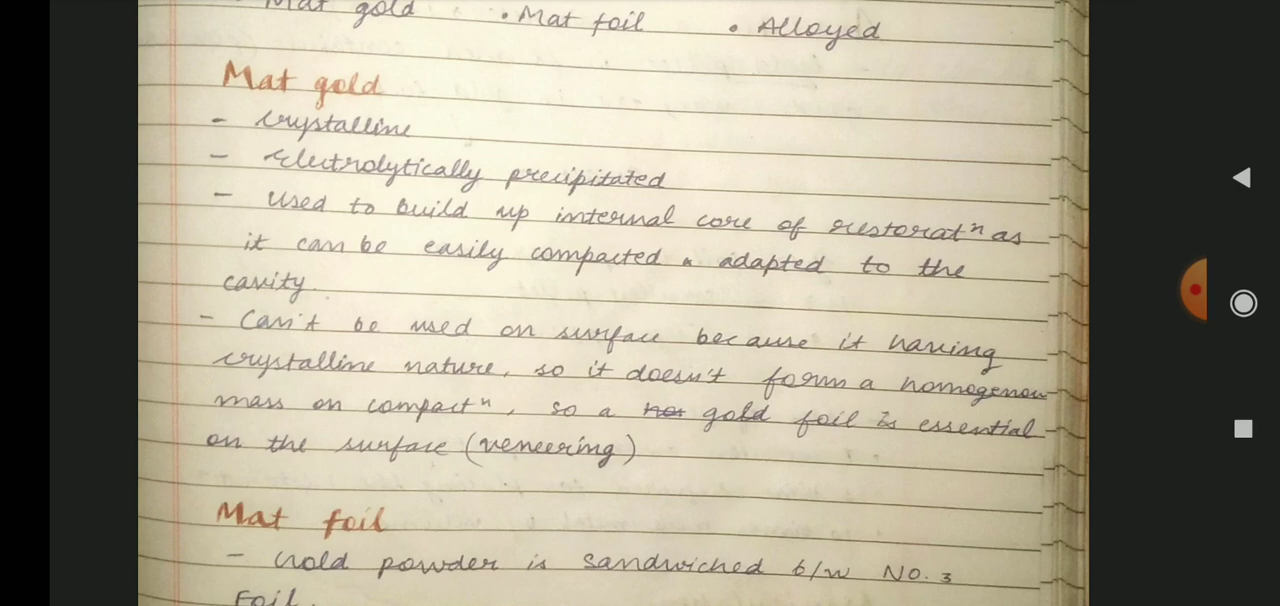 • Mat gold • Mat foil • Alloyed
Mat gold
- Crystalline
- Electrolytically precipitated
- Used to build up internal core of restoratⁿ as
it can be easily compacted & adapted to the
cavity.
- Can't be used on surface because it having
crystalline nature, so it doesn't form a homogenou
mass on compactⁿ, so a gold foil is essential
on the surface (veneering)
Mat foil
- Gold powder is sandwiched b/w No. 3
Foil.